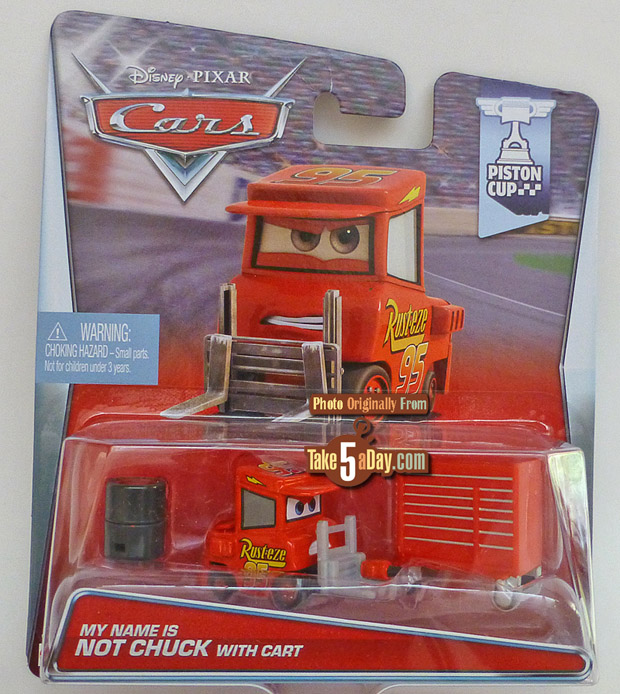 Disney PIXAR
Cars
PISTON
CUP
95
Rust-eze
95
WARNING:
CHOKING HAZARD – Small parts.
Not for children under 3 years.
Photo Originally From
Take5aDay.com
Rust-eze
95
MY NAME IS
NOT CHUCK WITH CART